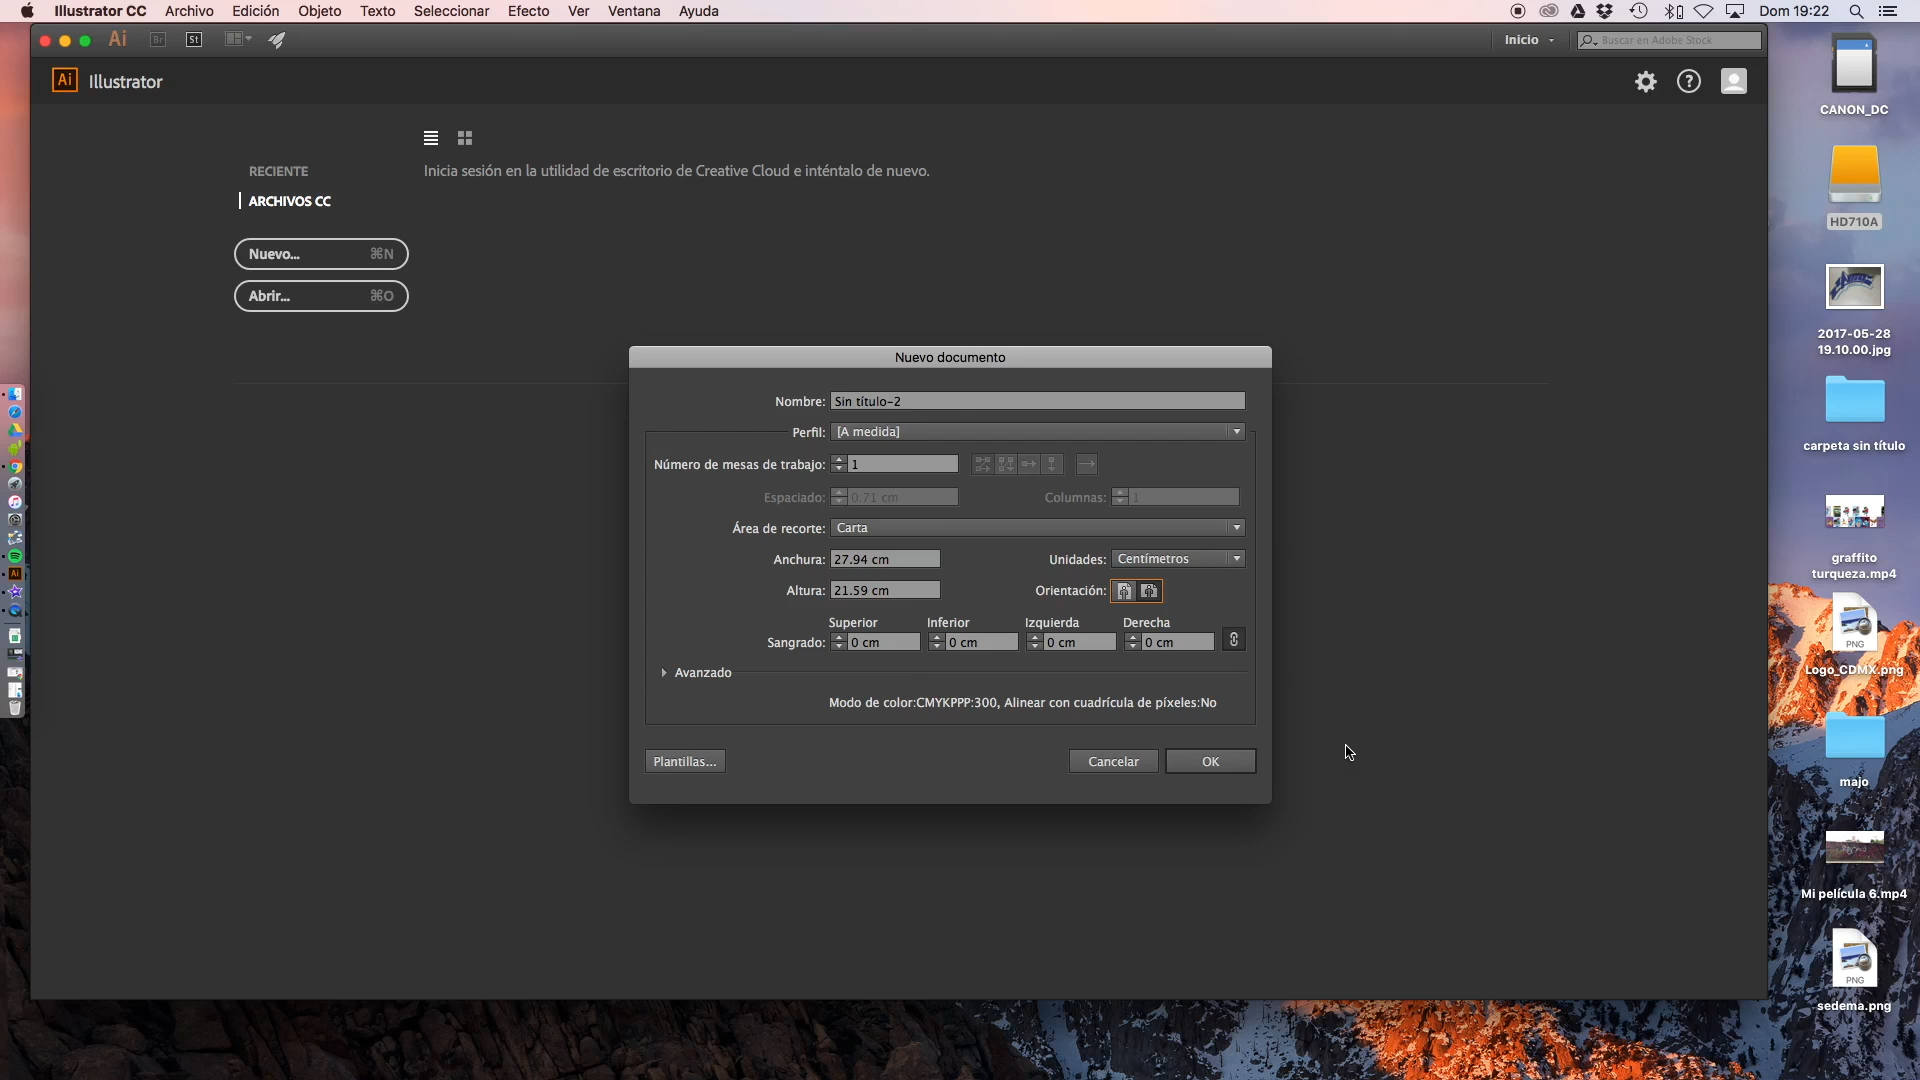 Illustrator CC Archivo Edición Objeto Texto Seleccionar Efecto Ver Ventana Ayuda Dom 19:22
Ai Br St Inicio Buscar en Adobe Stock
Ai Illustrator
RECIENTE Inicia sesión en la utilidad de escritorio de Creative Cloud e inténtalo de nuevo.
ARCHIVOS CC
Nuevo... ⌘N
Abrir... ⌘O
Nuevo documento
Nombre: Sin título-2
Perfil: [A medida]
Número de mesas de trabajo: 1
Espaciado: 0.71 cm Columnas: 1
Área de recorte: Carta
Anchura: 27.94 cm Unidades: Centímetros
Altura: 21.59 cm Orientación:
Superior Inferior Izquierda Derecha
Sangrado: 0 cm 0 cm 0 cm 0 cm
Avanzado
Modo de color:CMYKPPP:300, Alinear con cuadrícula de píxeles:No
Plantillas... Cancelar OK
CANON_DC
HD710A
2017-05-28
19.10.00.jpg
carpeta sin título
graffito
turqueza.mp4
PNG
Logo_CDMX.png
majo
Mi película 6.mp4
PNG
sedema.png